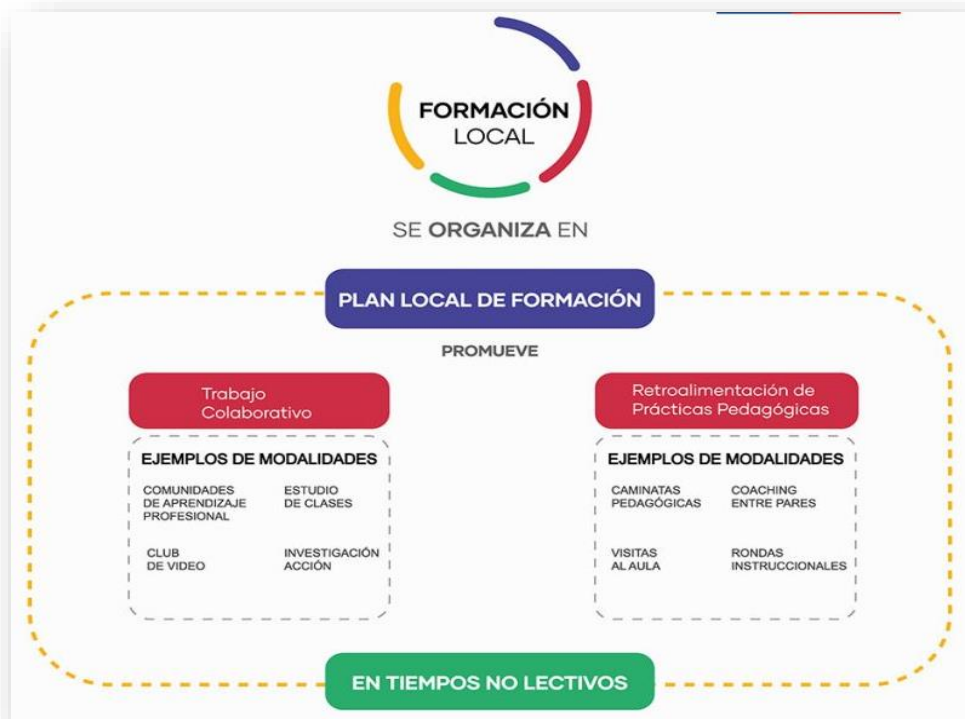 FORMACIÓN
LOCAL
SE ORGANIZA EN
PLAN LOCAL DE FORMACIÓN
PROMUEVE
Trabajo
Colaborativo
EJEMPLOS DE MODALIDADES
COMUNIDADES
DE APRENDIZAJE
PROFESIONAL
ESTUDIO
DE CLASES
CLUB
DE VIDEO
INVESTIGACIÓN
ACCIÓN
Retroalimentación de
Prácticas Pedagógicas
EJEMPLOS DE MODALIDADES
CAMINATAS
PEDAGÓGICAS
COACHING
ENTRE PARES
VISITAS
AL AULA
RONDAS
INSTRUCCIONALES
EN TIEMPOS NO LECTIVOS